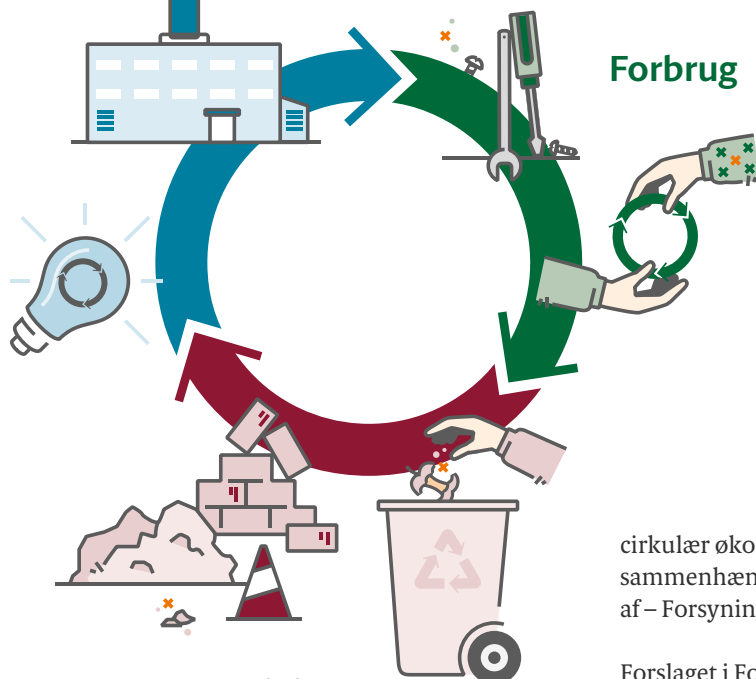 Forbrug
cirkulær øko
sammenhæn
af – Forsynin
Forslaget i Fo